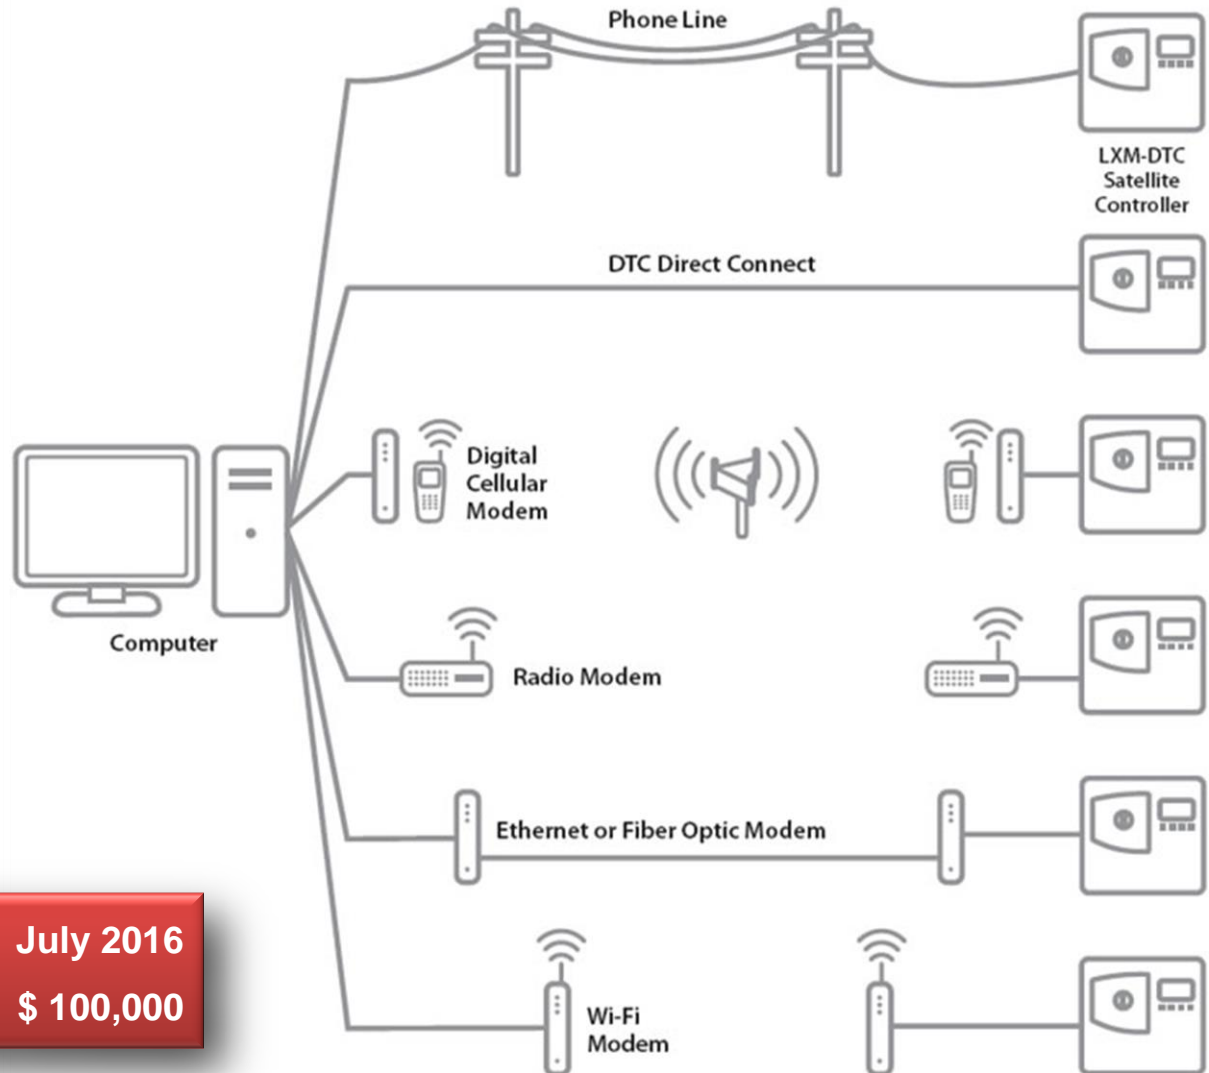 Phone Line
LXM-DTC
Satellite
Controller
DTC Direct Connect
Digital
Cellular
Modem
Computer
Radio Modem
Ethernet or Fiber Optic Modem
July 2016
$ 100,000
Wi-Fi
Modem